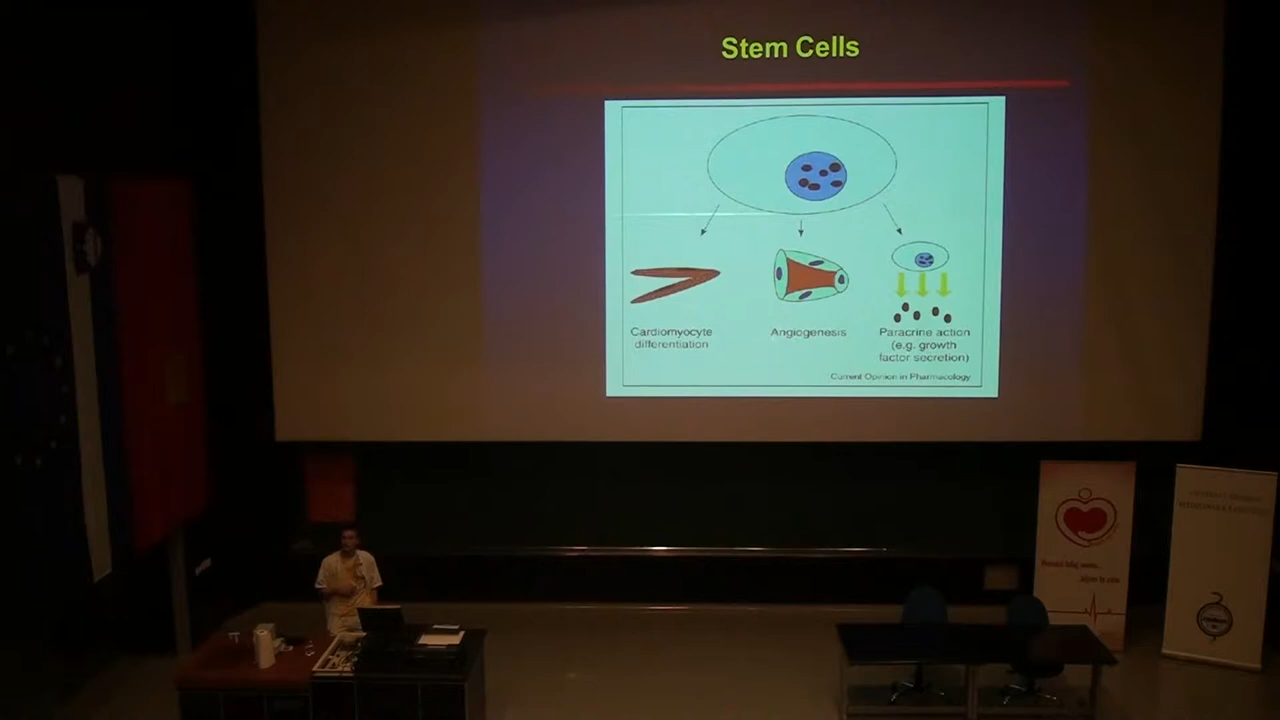 Stem Cells
Cardiomyocyte
differentiation
Angiogenesis
Paracrine action
(e.g. growth
factor secretion)
Current Opinion in Pharmacology